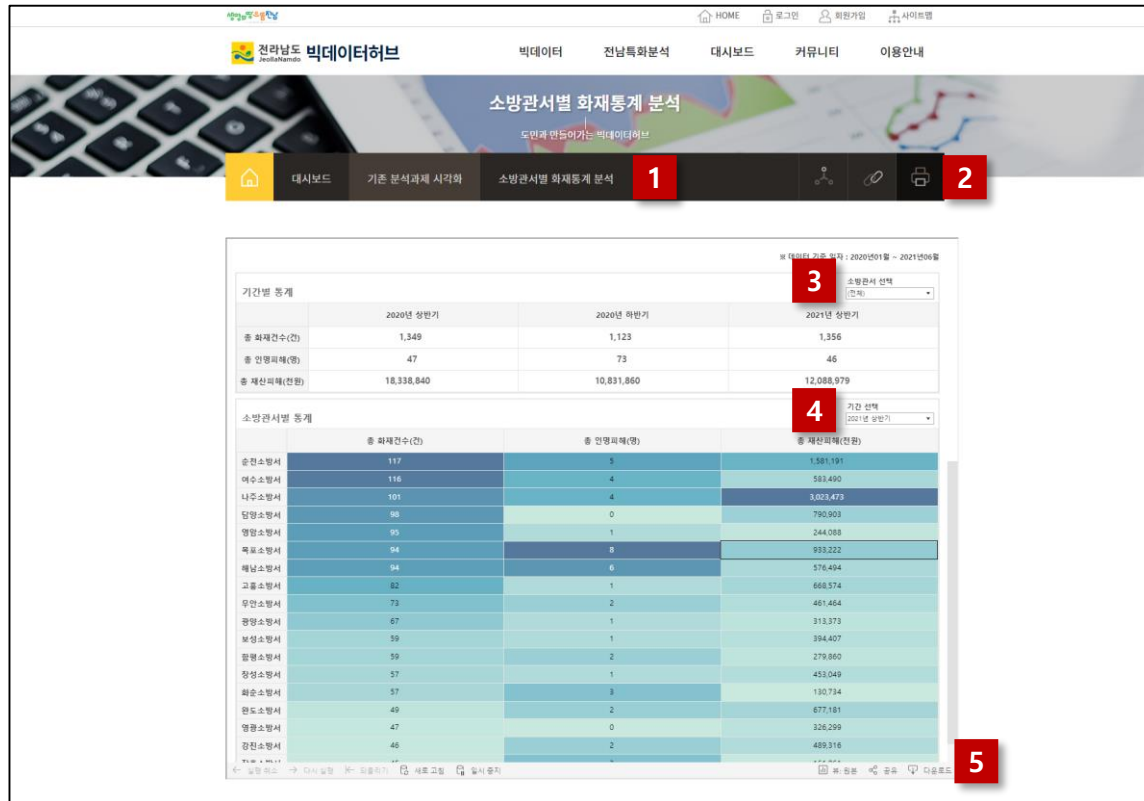 생명의땅 으뜸전남
HOME 로그인 회원가입 사이트맵
전라남도 JeollaNamdo 빅데이터허브 빅데이터 전남특화분석 대시보드 커뮤니티 이용안내
소방관서별 화재통계 분석
도민과 만들어가는 빅데이터허브
대시보드 기존 분석과제 시각화 소방관서별 화재통계 분석 1 2
※ 데이터 기준 일자 : 2020년01월 ~ 2021년06월
기간별 통계 3 소방관서 선택
(전체)
2020년 상반기 2020년 하반기 2021년 상반기
총 화재건수(건) 1,349 1,123 1,356
총 인명피해(명) 47 73 46
총 재산피해(천원) 18,338,840 10,831,860 12,088,979
소방관서별 통계 4 기간 선택
2021년 상반기
총 화재건수(건) 총 인명피해(명) 총 재산피해(천원)
순천소방서 117 5 1,581,191
여수소방서 116 4 583,490
나주소방서 101 4 3,023,473
담양소방서 98 0 790,903
영암소방서 95 1 244,088
목포소방서 94 8 933,222
해남소방서 94 6 576,494
고흥소방서 82 1 668,574
무안소방서 73 2 461,464
광양소방서 67 1 313,373
보성소방서 59 1 394,407
함평소방서 59 2 279,860
장성소방서 57 1 453,049
화순소방서 57 3 130,734
완도소방서 49 2 677,181
영광소방서 47 0 326,299
강진소방서 46 2 489,316
실행 취소 다시 실행 되돌리기 새로 고침 일시 중지 뷰: 원본 공유 다운로드 5